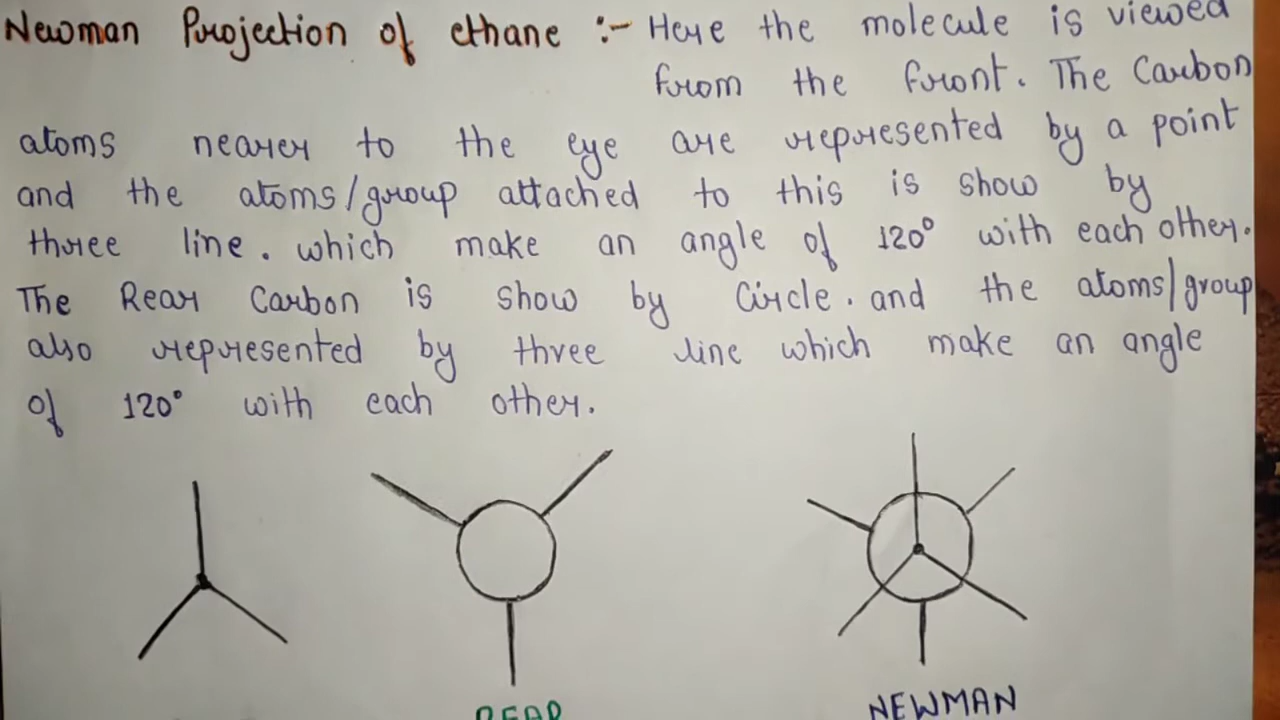 Newman Projection of ethane :- Here the molecule is viewed
from the front. The Carbon
atoms nearer to the eye are represented by a point
and the atoms/group attached to this is show by
three line. which make an angle of 120° with each other.
The Rear Carbon is show by Circle. and the atoms/group
also represented by three line which make an angle
of 120° with each other.
REAR
NEWMAN